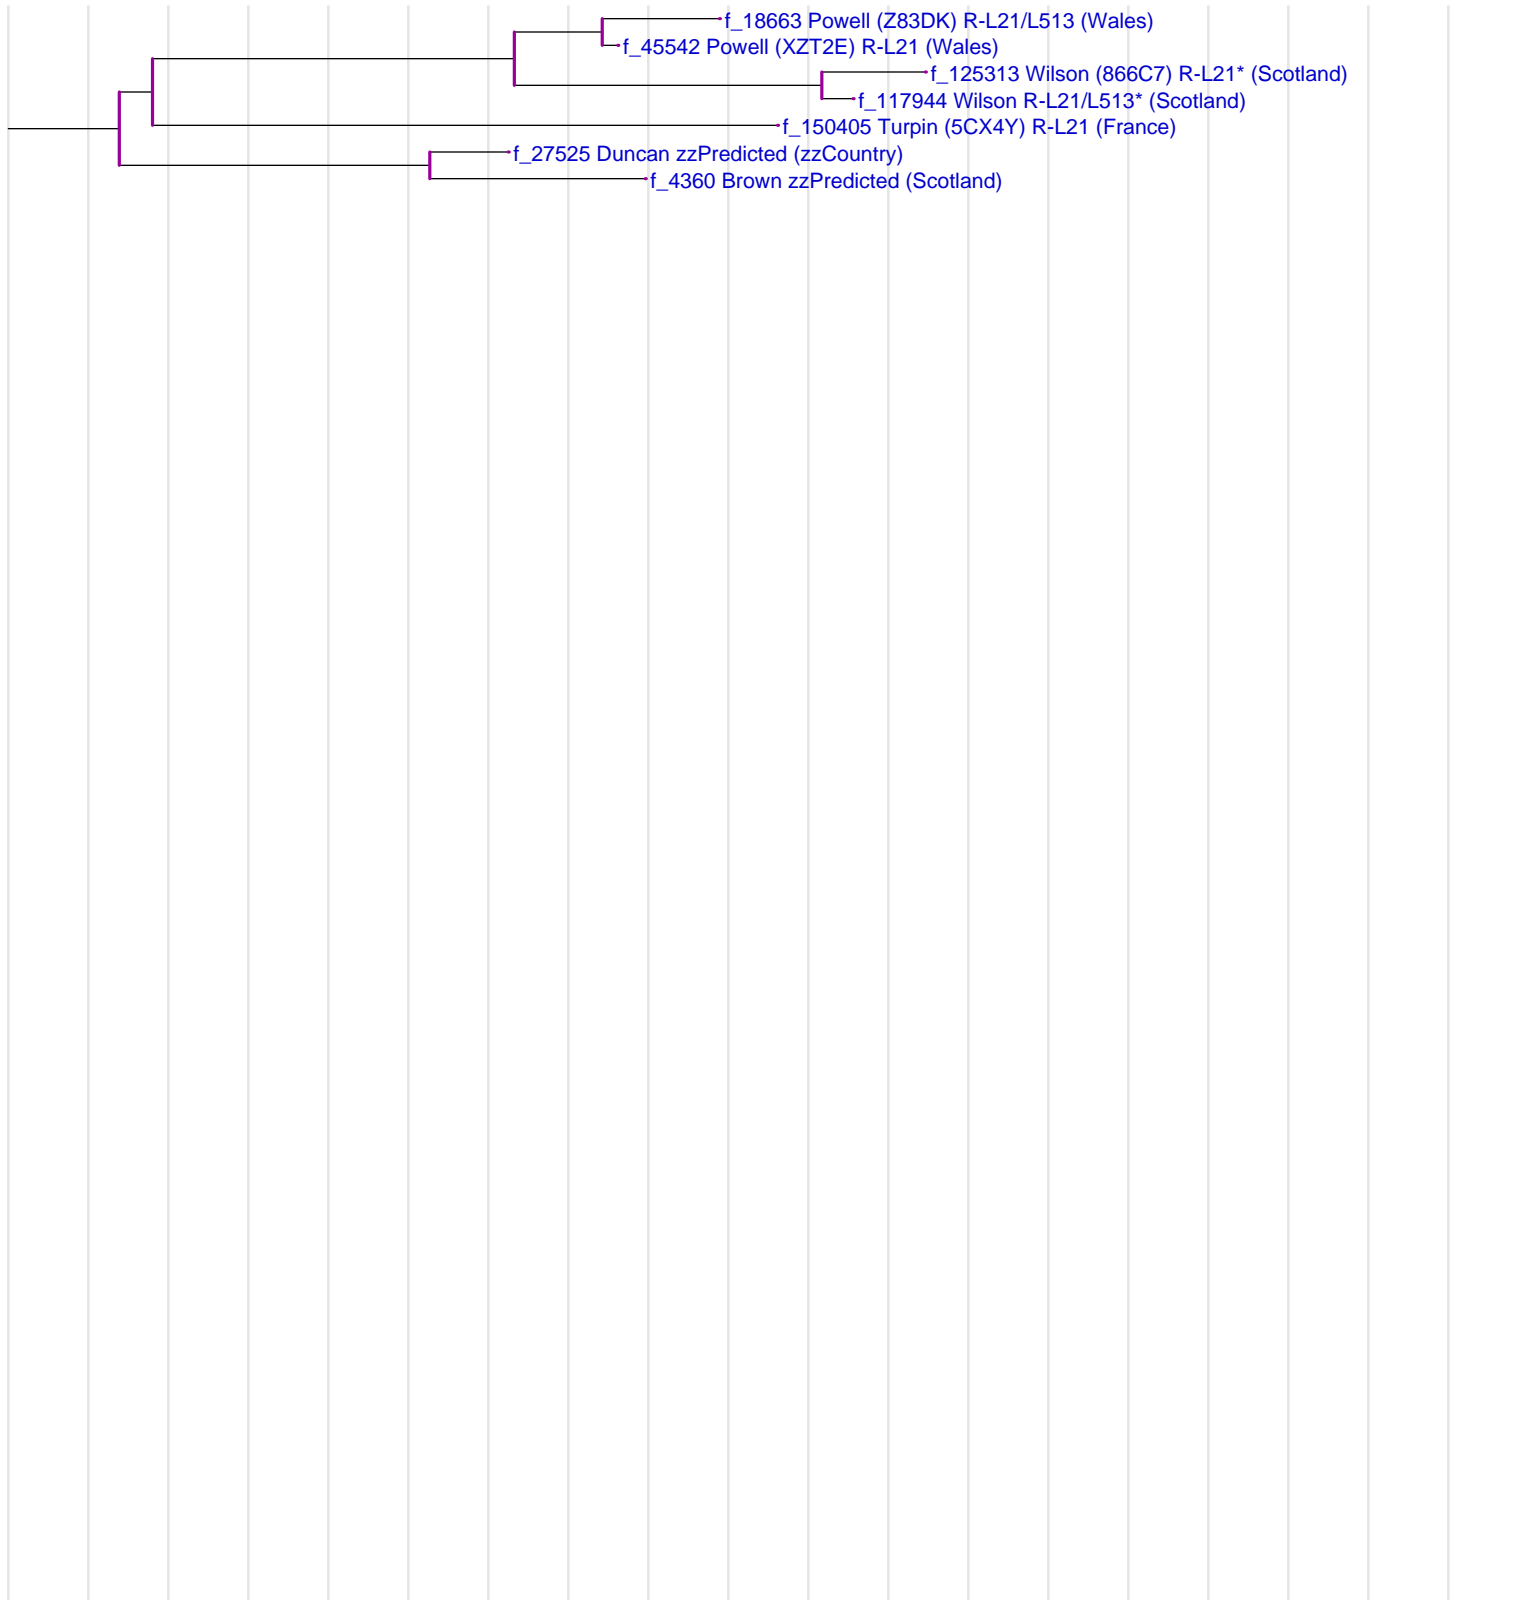 f_18663 Powell (Z83DK) R-L21/L513 (Wales)
f_45542 Powell (XZT2E) R-L21 (Wales)
f_125313 Wilson (866C7) R-L21* (Scotland)
f_117944 Wilson R-L21/L513* (Scotland)
f_150405 Turpin (5CX4Y) R-L21 (France)
f_27525 Duncan zzPredicted (zzCountry)
f_4360 Brown zzPredicted (Scotland)